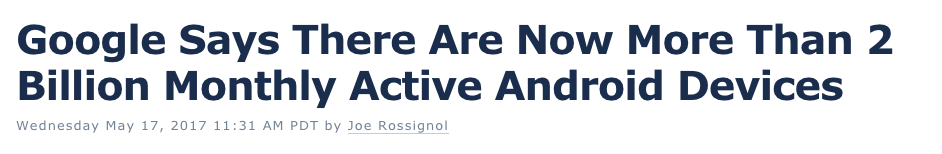 Google Says There Are Now More Than 2
Billion Monthly Active Android Devices
Wednesday May 17, 2017 11:31 AM PDT by Joe Rossignol